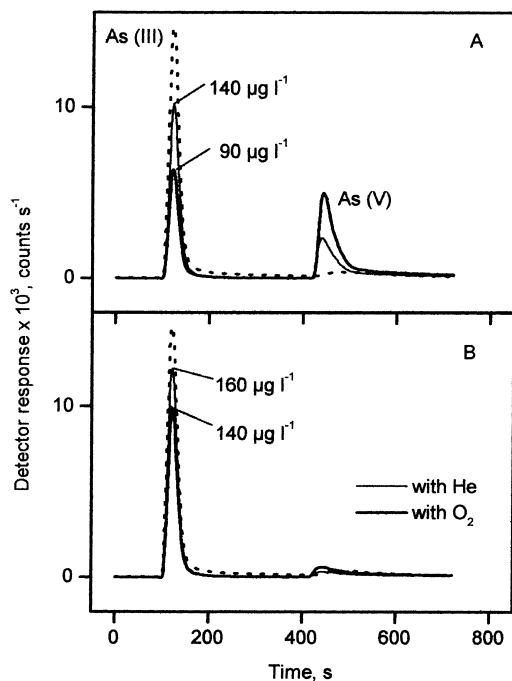 As (III)
A
140 µg l⁻¹
10
90 µg l⁻¹
As (V)
0
B
160 µg l⁻¹
10
140 µg l⁻¹
with He
with O₂
0
0 200 400 600 800
Time, s
Detector response x 10³, counts s⁻¹